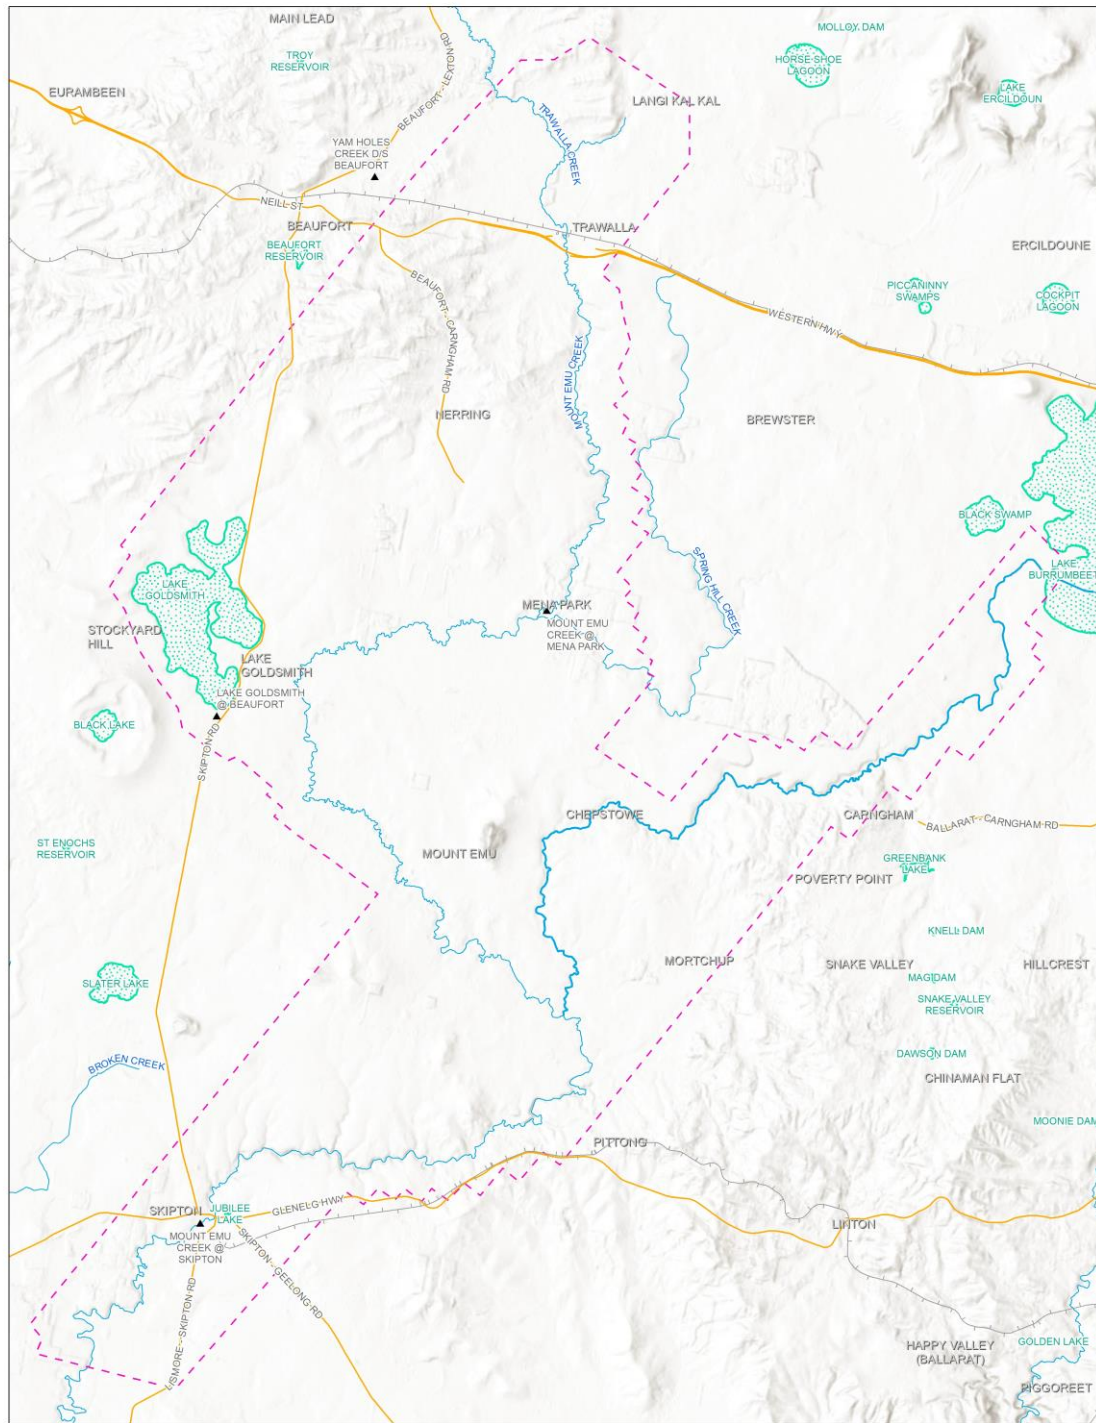 MAIN LEAD
MOLLOY DAM
TROY
RESERVOIR
BEAUFORT - LEXTON RD
HORSE SHOE
LAGOON
EURAMBEEN
LAKE
ERCILDOUN
LANGI KAL KAL
TRAWALLA CREEK
YAM HOLES
CREEK D/S
BEAUFORT
NEILL ST
BEAUFORT
TRAWALLA
BEAUFORT
RESERVOIR
ERCILDOUNE
BEAUFORT - CARNGHAM RD
PICCANINNY
SWAMPS
COCKPIT
LAGOON
WESTERN HWY
MOUNT EMU CREEK
NERRING
BREWSTER
BLACK SWAMP
SPRING HILL CREEK
LAKE
BURRUMBEET
LAKE
GOLDSMITH
MENA PARK
MOUNT EMU
CREEK @
MENA PARK
STOCKYARD
HILL
LAKE
GOLDSMITH
LAKE GOLDSMITH
@ BEAUFORT
BLACK LAKE
SKIPTON RD
CHEPSTOWE
CARNGHAM
BALLARAT - CARNGHAM RD
ST ENOCHS
RESERVOIR
MOUNT EMU
GREENBANK
LAKE
POVERTY POINT
KNELL DAM
MORTCHUP
SNAKE VALLEY
HILLCREST
SLATER LAKE
MAGIDAM
SNAKE VALLEY
RESERVOIR
BROKEN CREEK
DAWSON DAM
CHINAMAN FLAT
MOONIE DAM
PITTONG
GLENELG HWY
SKIPTON
JUBILEE
LAKE
LINTON
MOUNT EMU
CREEK @
SKIPTON
SKIPTON - GEELONG RD
LISMORE - SKIPTON RD
HAPPY VALLEY
(BALLARAT)
GOLDEN LAKE
PIGGOREET